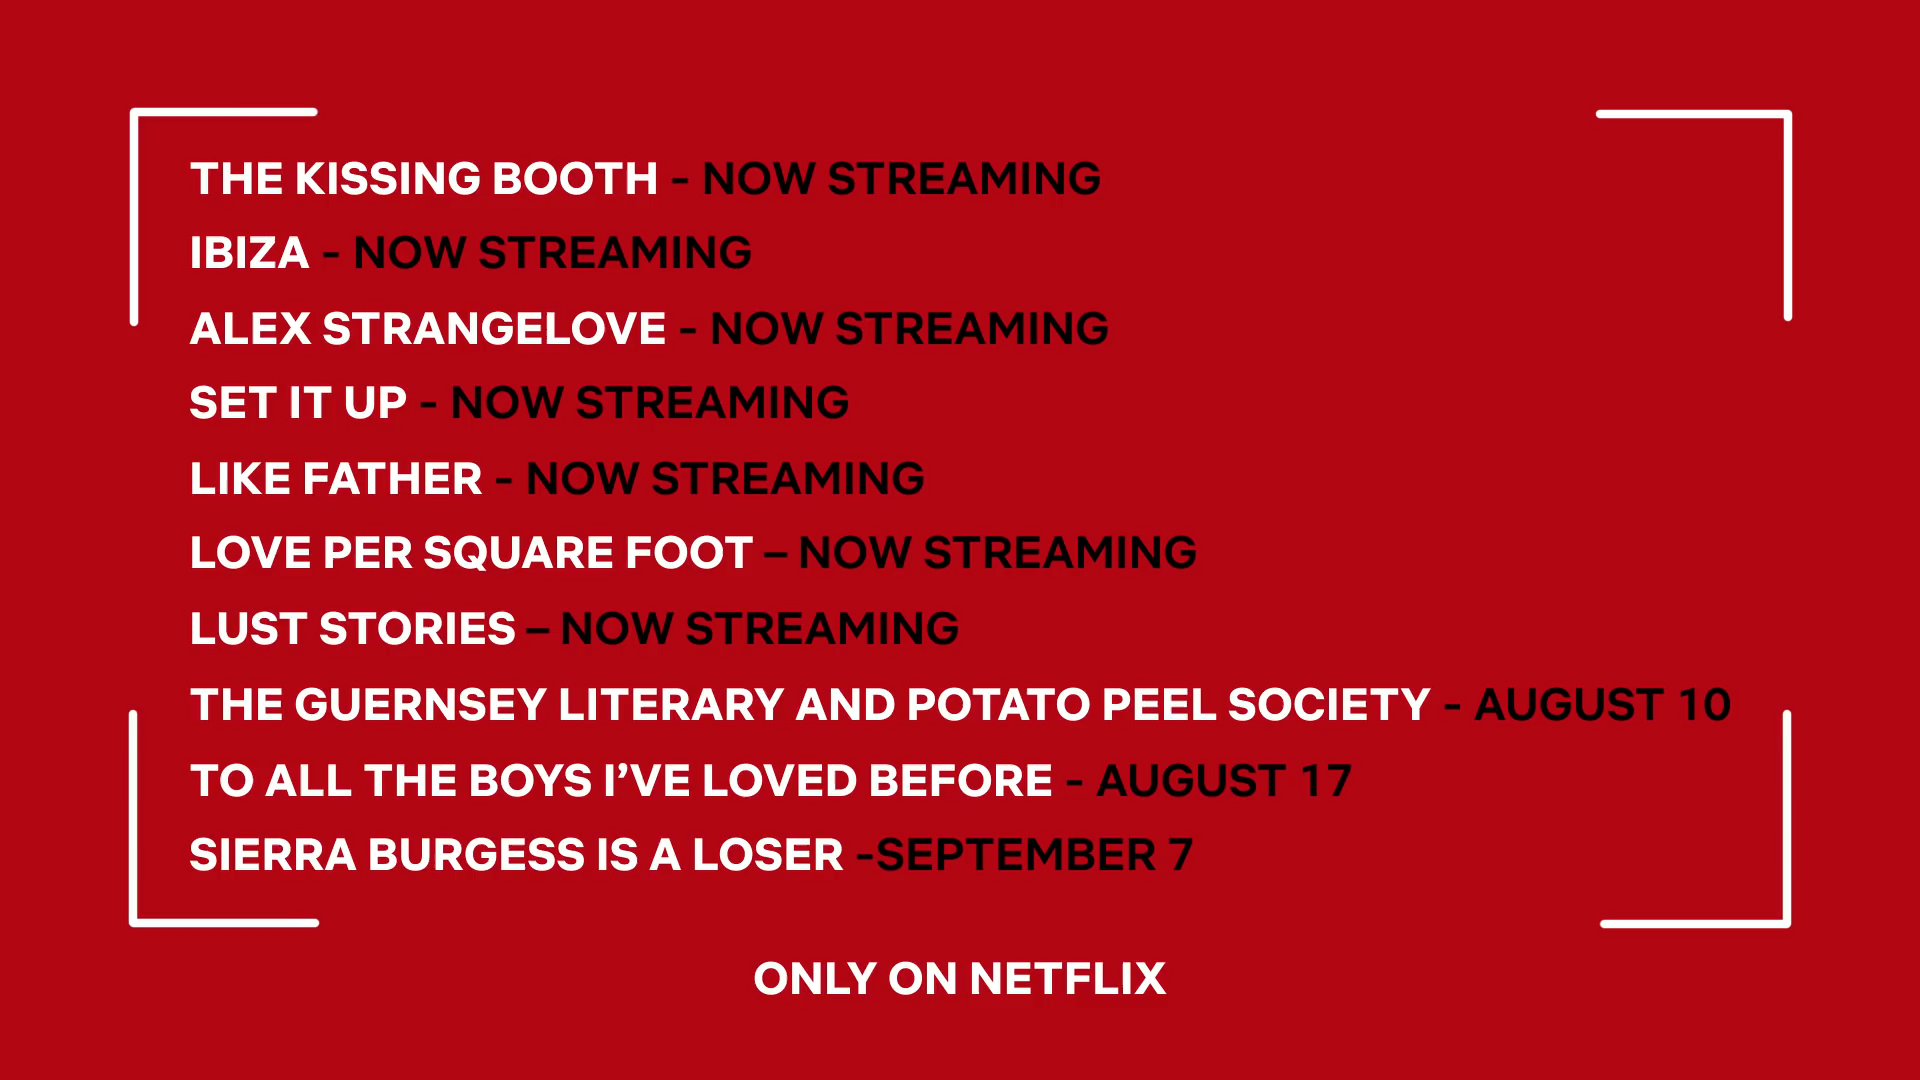 THE KISSING BOOTH - NOW STREAMING
IBIZA - NOW STREAMING
ALEX STRANGELOVE - NOW STREAMING
SET IT UP - NOW STREAMING
LIKE FATHER - NOW STREAMING
LOVE PER SQUARE FOOT – NOW STREAMING
LUST STORIES – NOW STREAMING
THE GUERNSEY LITERARY AND POTATO PEEL SOCIETY - AUGUST 10
TO ALL THE BOYS I’VE LOVED BEFORE - AUGUST 17
SIERRA BURGESS IS A LOSER -SEPTEMBER 7
ONLY ON NETFLIX